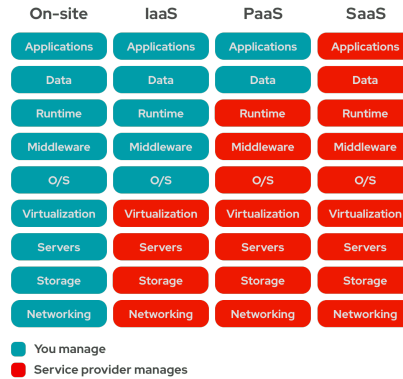 On-site IaaS PaaS SaaS
Applications Applications Applications Applications
Data Data Data Data
Runtime Runtime Runtime Runtime
Middleware Middleware Middleware Middleware
O/S O/S O/S O/S
Virtualization Virtualization Virtualization Virtualization
Servers Servers Servers Servers
Storage Storage Storage Storage
Networking Networking Networking Networking
You manage
Service provider manages